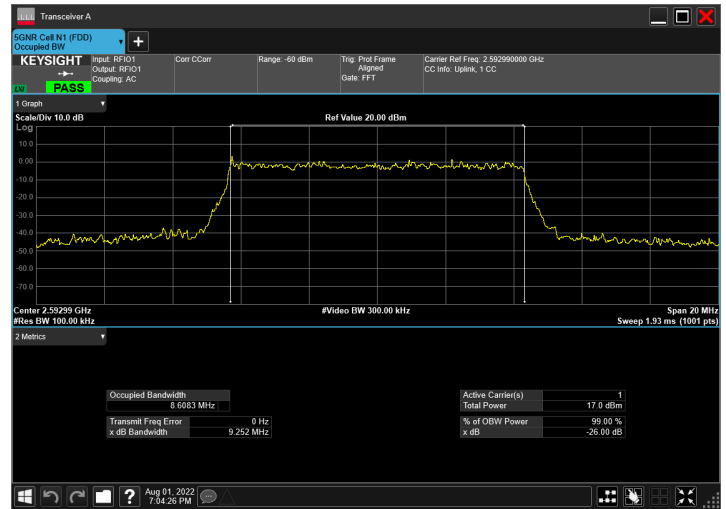 Transceiver A
5GNR Cell N1 (FDD)
Occupied BW
KEYSIGHT
PASS
Input: RFIO1
Output: RFIO1
Coupling: AC
Corr CCorr
Range: -60 dBm
Trig: Prot Frame
Aligned
Gate: FFT
Carrier Ref Freq: 2.592990000 GHz
CC Info: Uplink, 1 CC
1 Graph
Scale/Div 10.0 dB
Ref Value 20.00 dBm
Log
10.0
0.00
-10.0
-20.0
-30.0
-40.0
-50.0
-60.0
-70.0
Center 2.59299 GHz
#Video BW 300.00 kHz
Span 20 MHz
#Res BW 100.00 kHz
Sweep 1.93 ms (1001 pts)
2 Metrics
Occupied Bandwidth
8.6083 MHz
Transmit Freq Error 0 Hz
x dB Bandwidth 9.252 MHz
Active Carrier(s) 1
Total Power 17.0 dBm
% of OBW Power 99.00 %
x dB -26.00 dB
Aug 01, 2022
7:04:26 PM